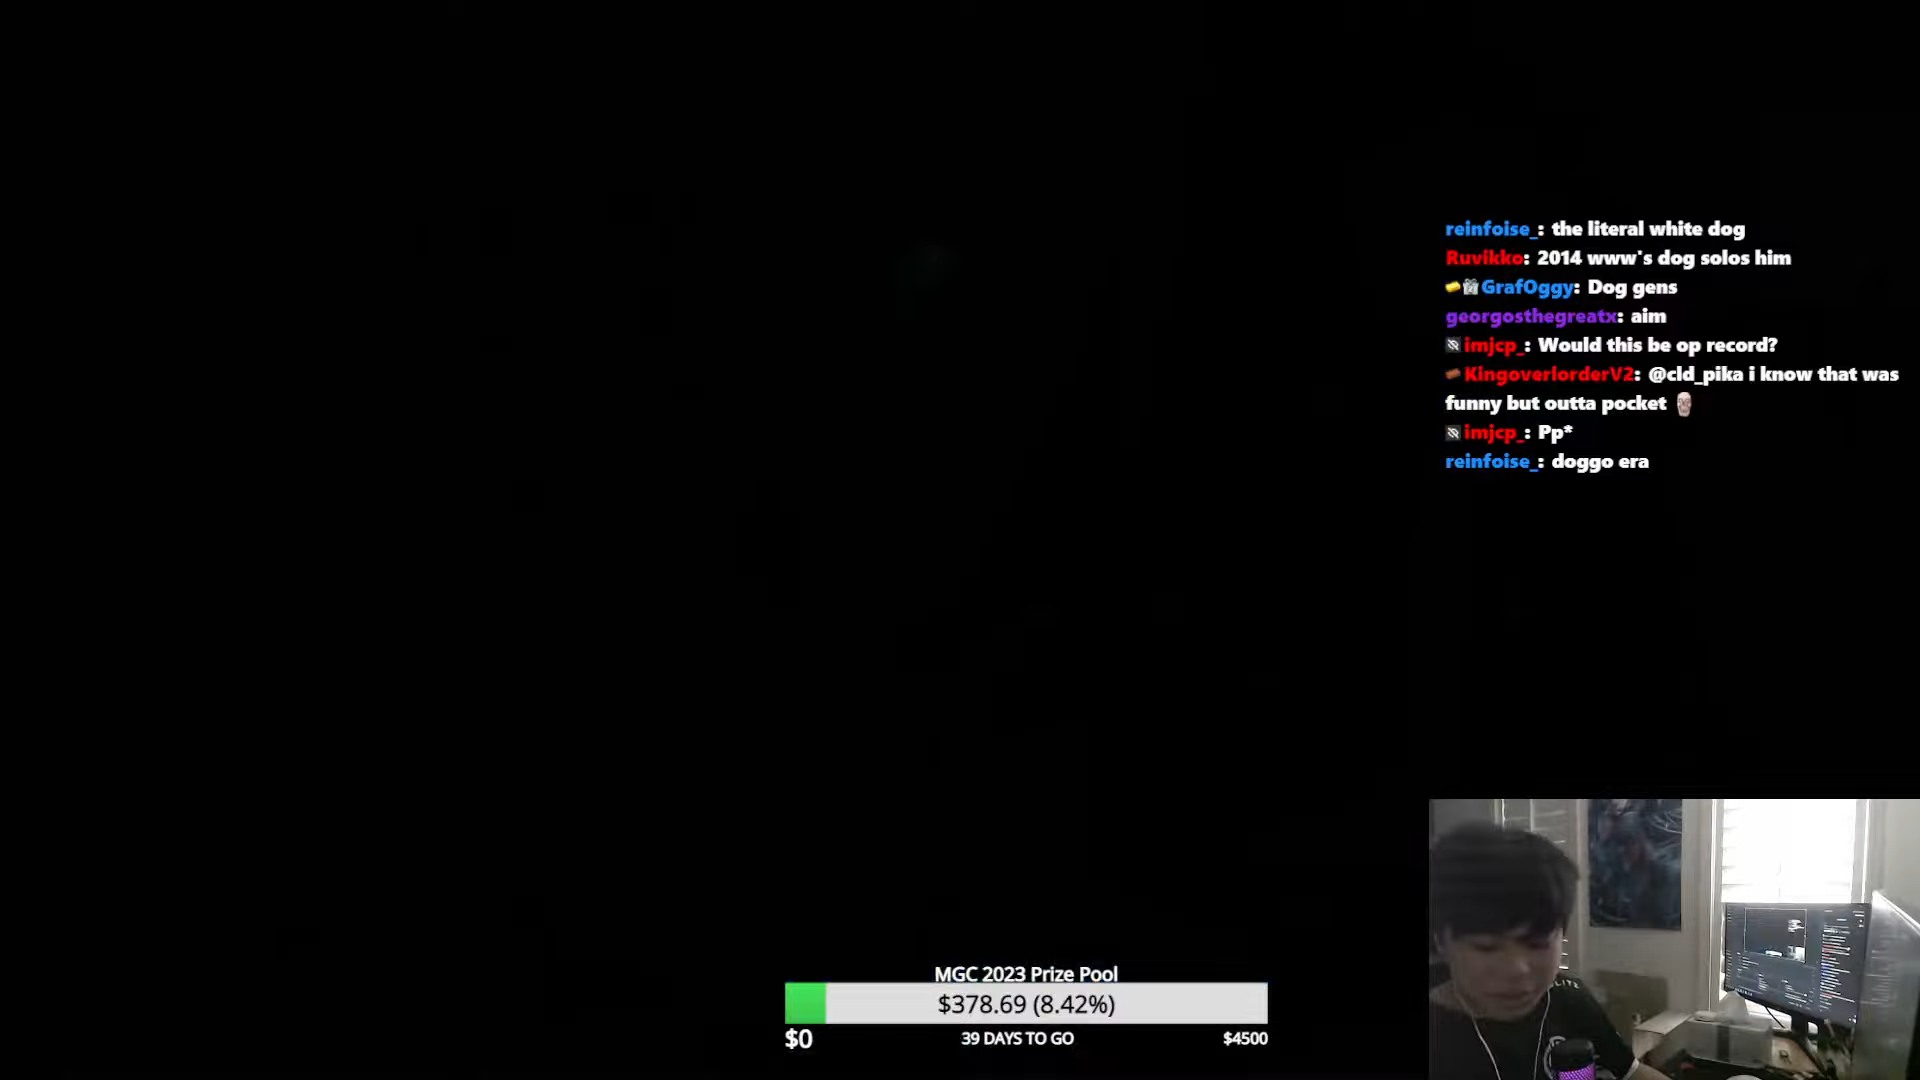 reinfoise_: the literal white dog
Ruvikko: 2014 www's dog solos him
GrafOggy: Dog gens
georgosthegreatx: aim
imjcp_: Would this be op record?
KingoverlorderV2: @cld_pika i know that was
funny but outta pocket
imjcp_: Pp*
reinfoise_: doggo era
MGC 2023 Prize Pool
$378.69 (8.42%)
$0 39 DAYS TO GO $4500